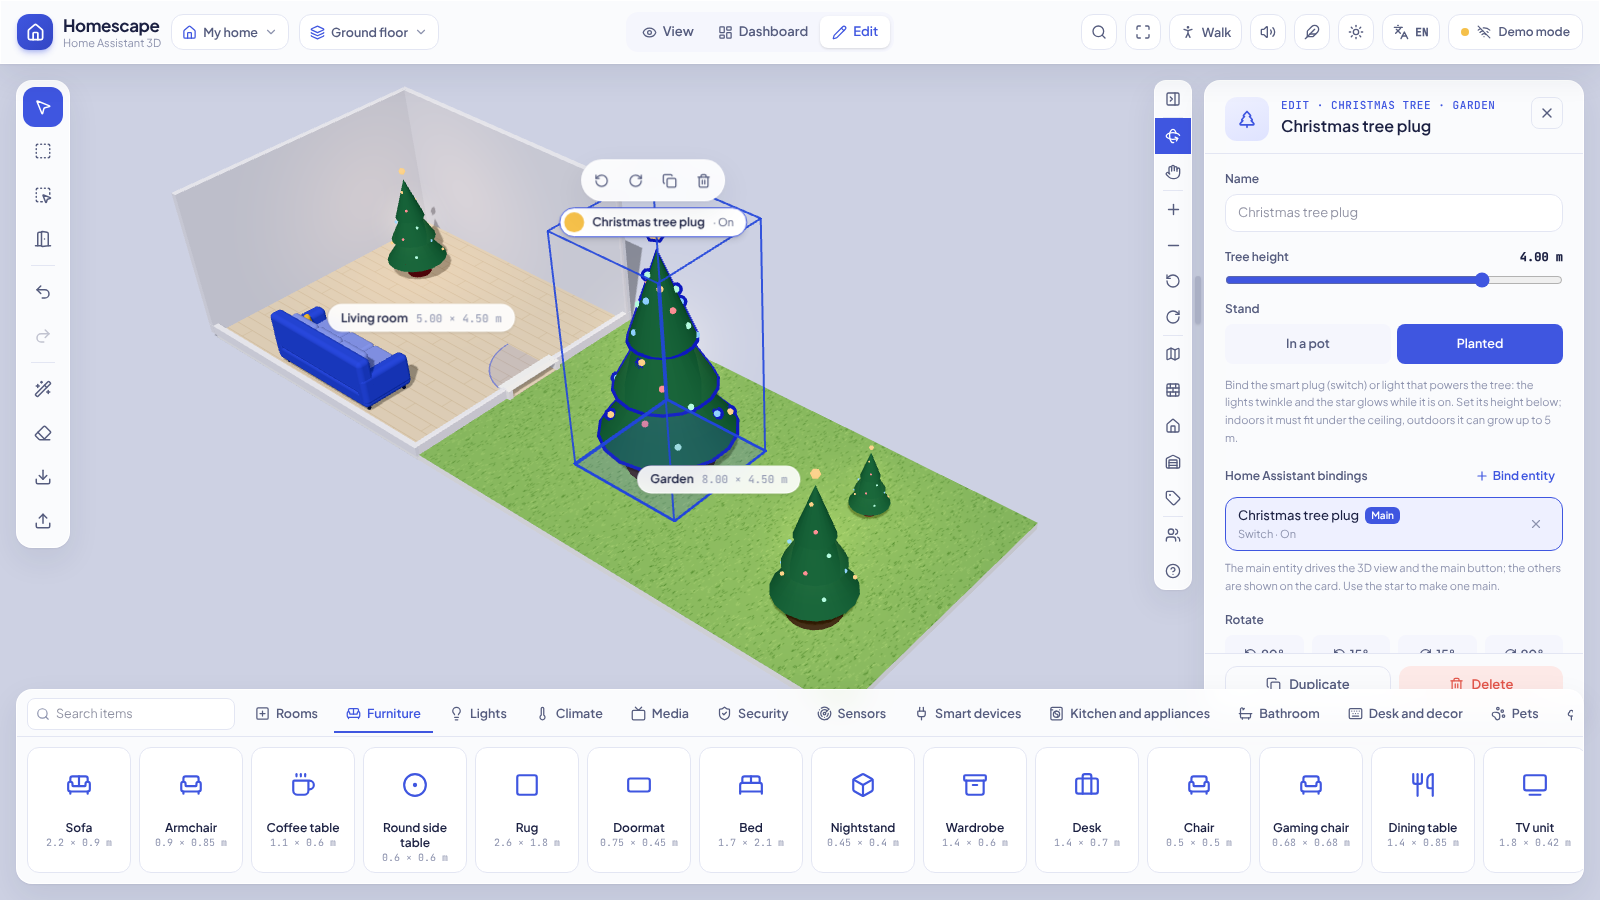 Homescape
Home Assistant 3D
My home
Ground floor
View
Dashboard
Edit
Walk
EN
Demo mode
EDIT · CHRISTMAS TREE · GARDEN
Christmas tree plug
Name
Christmas tree plug
Tree height
4.00 m
Stand
In a pot
Planted
Bind the smart plug (switch) or light that powers the tree: the
lights twinkle and the star glows while it is on. Set its height below;
indoors it must fit under the ceiling, outdoors it can grow up to 5
m.
Home Assistant bindings
Bind entity
Christmas tree plug Main
Switch · On
The main entity drives the 3D view and the main button; the others
are shown on the card. Use the star to make one main.
Rotate
90° 15° 15° 90°
Duplicate
Delete
Christmas tree plug · On
Living room 5.00 × 4.50 m
Garden 8.00 × 4.50 m
Search items
Rooms
Furniture
Lights
Climate
Media
Security
Sensors
Smart devices
Kitchen and appliances
Bathroom
Desk and decor
Pets
Sofa
2.2 × 0.9 m
Armchair
0.9 × 0.85 m
Coffee table
1.1 × 0.6 m
Round side
table
0.6 × 0.6 m
Rug
2.6 × 1.8 m
Doormat
0.75 × 0.45 m
Bed
1.7 × 2.1 m
Nightstand
0.45 × 0.4 m
Wardrobe
1.4 × 0.6 m
Desk
1.4 × 0.7 m
Chair
0.5 × 0.5 m
Gaming chair
0.68 × 0.68 m
Dining table
1.4 × 0.85 m
TV unit
1.8 × 0.42 m